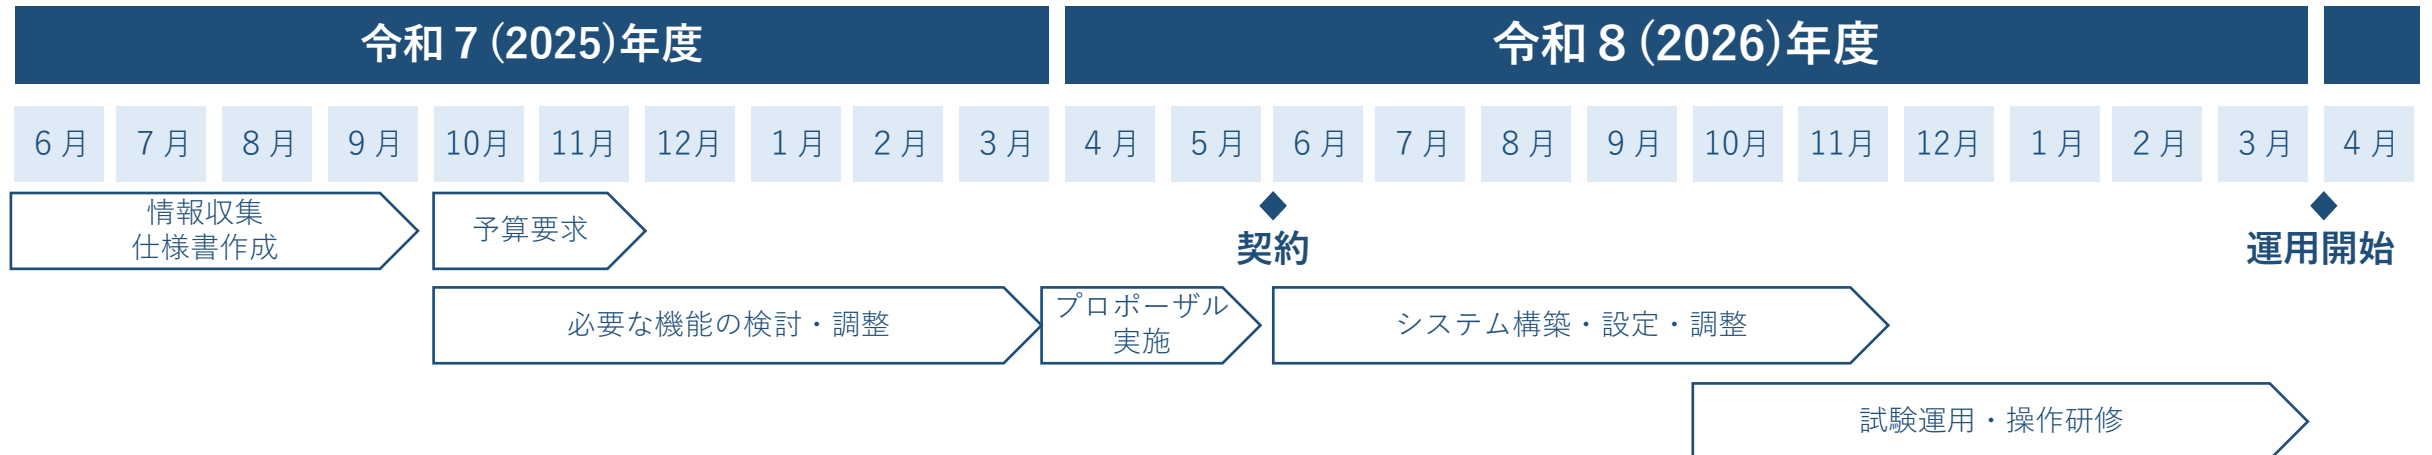 令和７(2025)年度
令和８(2026)年度
６月 ７月 ８月 ９月 10月 11月 12月 １月 ２月 ３月 ４月 ５月 ６月 ７月 ８月 ９月 10月 11月 12月 １月 ２月 ３月 ４月
情報収集
仕様書作成
予算要求
契約
運用開始
必要な機能の検討・調整
プロポーザル
実施
システム構築・設定・調整
試験運用・操作研修